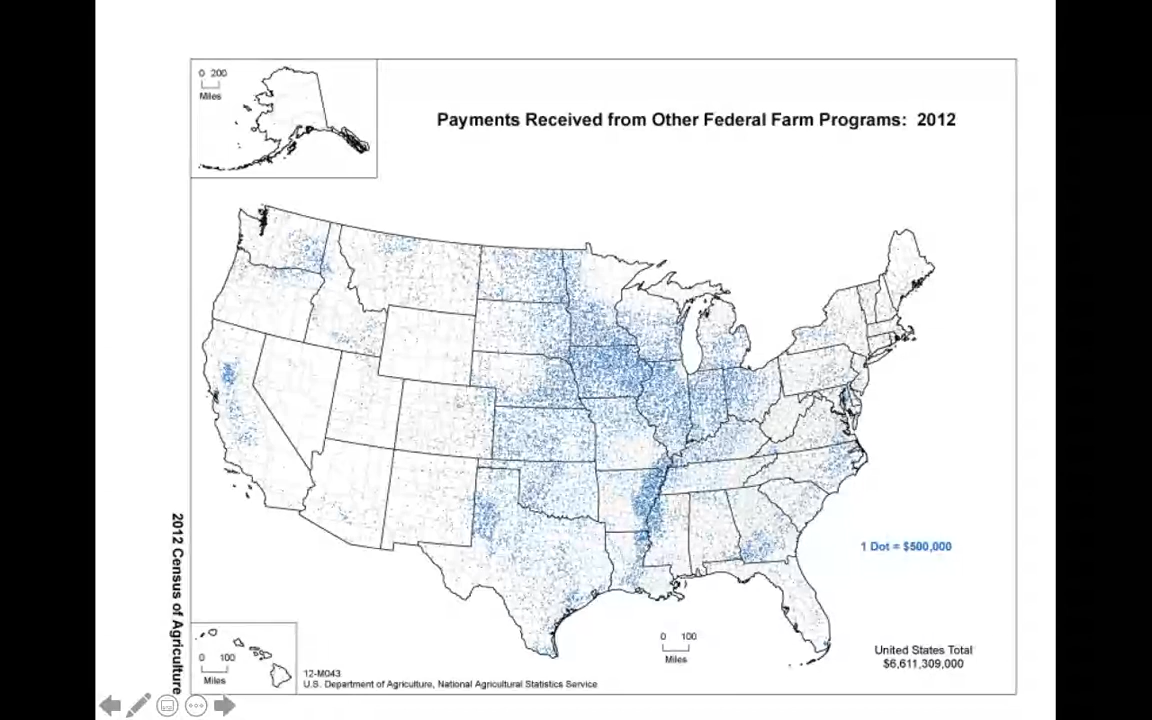 0 200
Miles
Payments Received from Other Federal Farm Programs: 2012
1 Dot = $500,000
2012 Census of Agriculture
0 100
Miles
0 100
Miles
United States Total
$6,611,309,000
12-M043
U.S. Department of Agriculture, National Agricultural Statistics Service